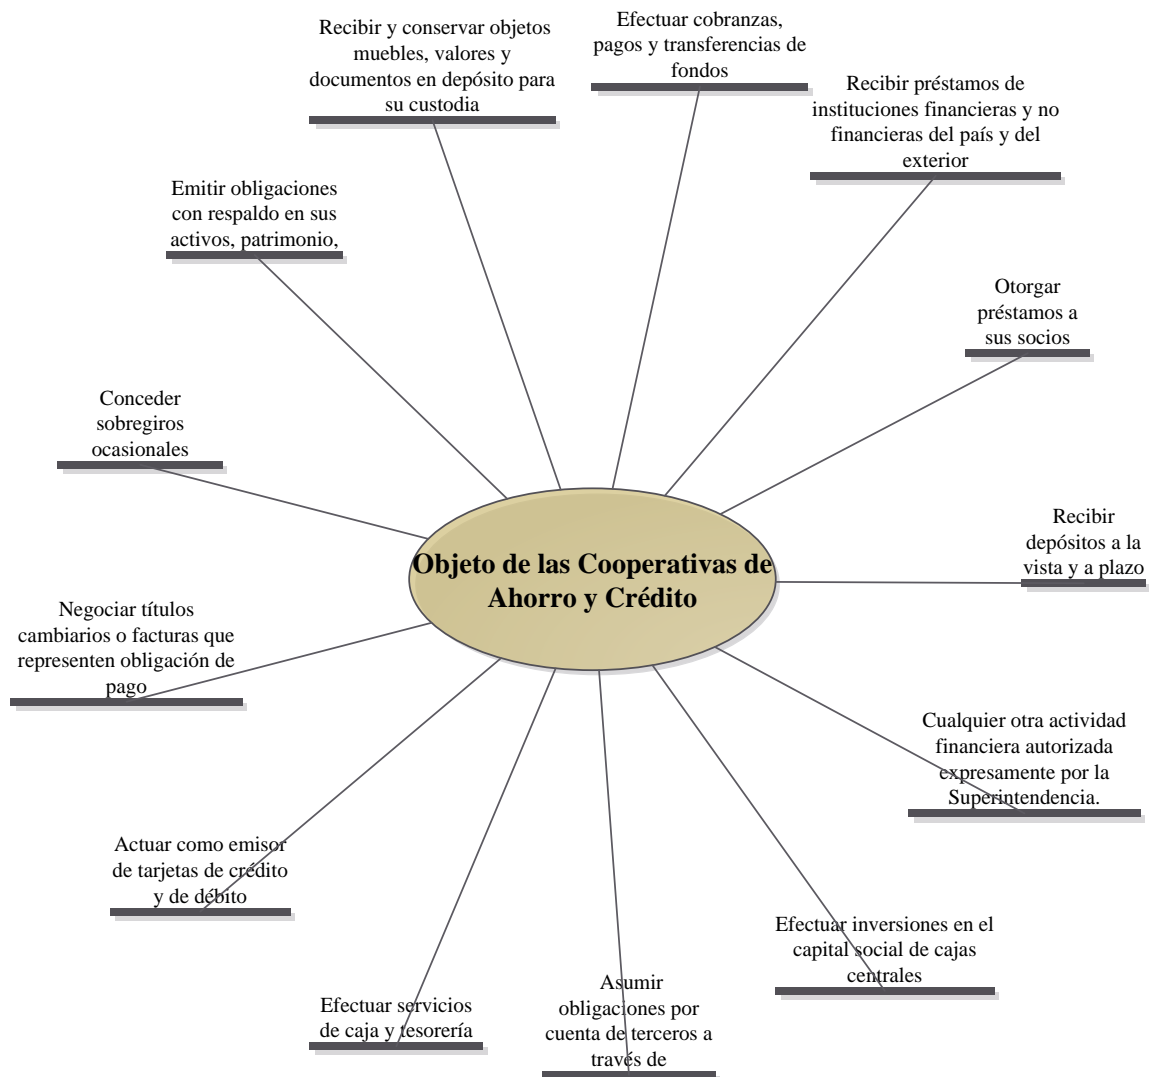 Recibir y conservar objetos
muebles, valores y
documentos en depósito para
su custodia
Efectuar cobranzas,
pagos y transferencias de
fondos
Recibir préstamos de
instituciones financieras y no
financieras del país y del
exterior
Emitir obligaciones
con respaldo en sus
activos, patrimonio,
Otorgar
préstamos a
sus socios
Conceder
sobregiros
ocasionales
Recibir
depósitos a la
vista y a plazo
Objeto de las Cooperativas de
Ahorro y Crédito
Negociar títulos
cambiarios o facturas que
representen obligación de
pago
Cualquier otra actividad
financiera autorizada
expresamente por la
Superintendencia.
Actuar como emisor
de tarjetas de crédito
y de débito
Efectuar inversiones en el
capital social de cajas
centrales
Efectuar servicios
de caja y tesorería
Asumir
obligaciones por
cuenta de terceros a
través de